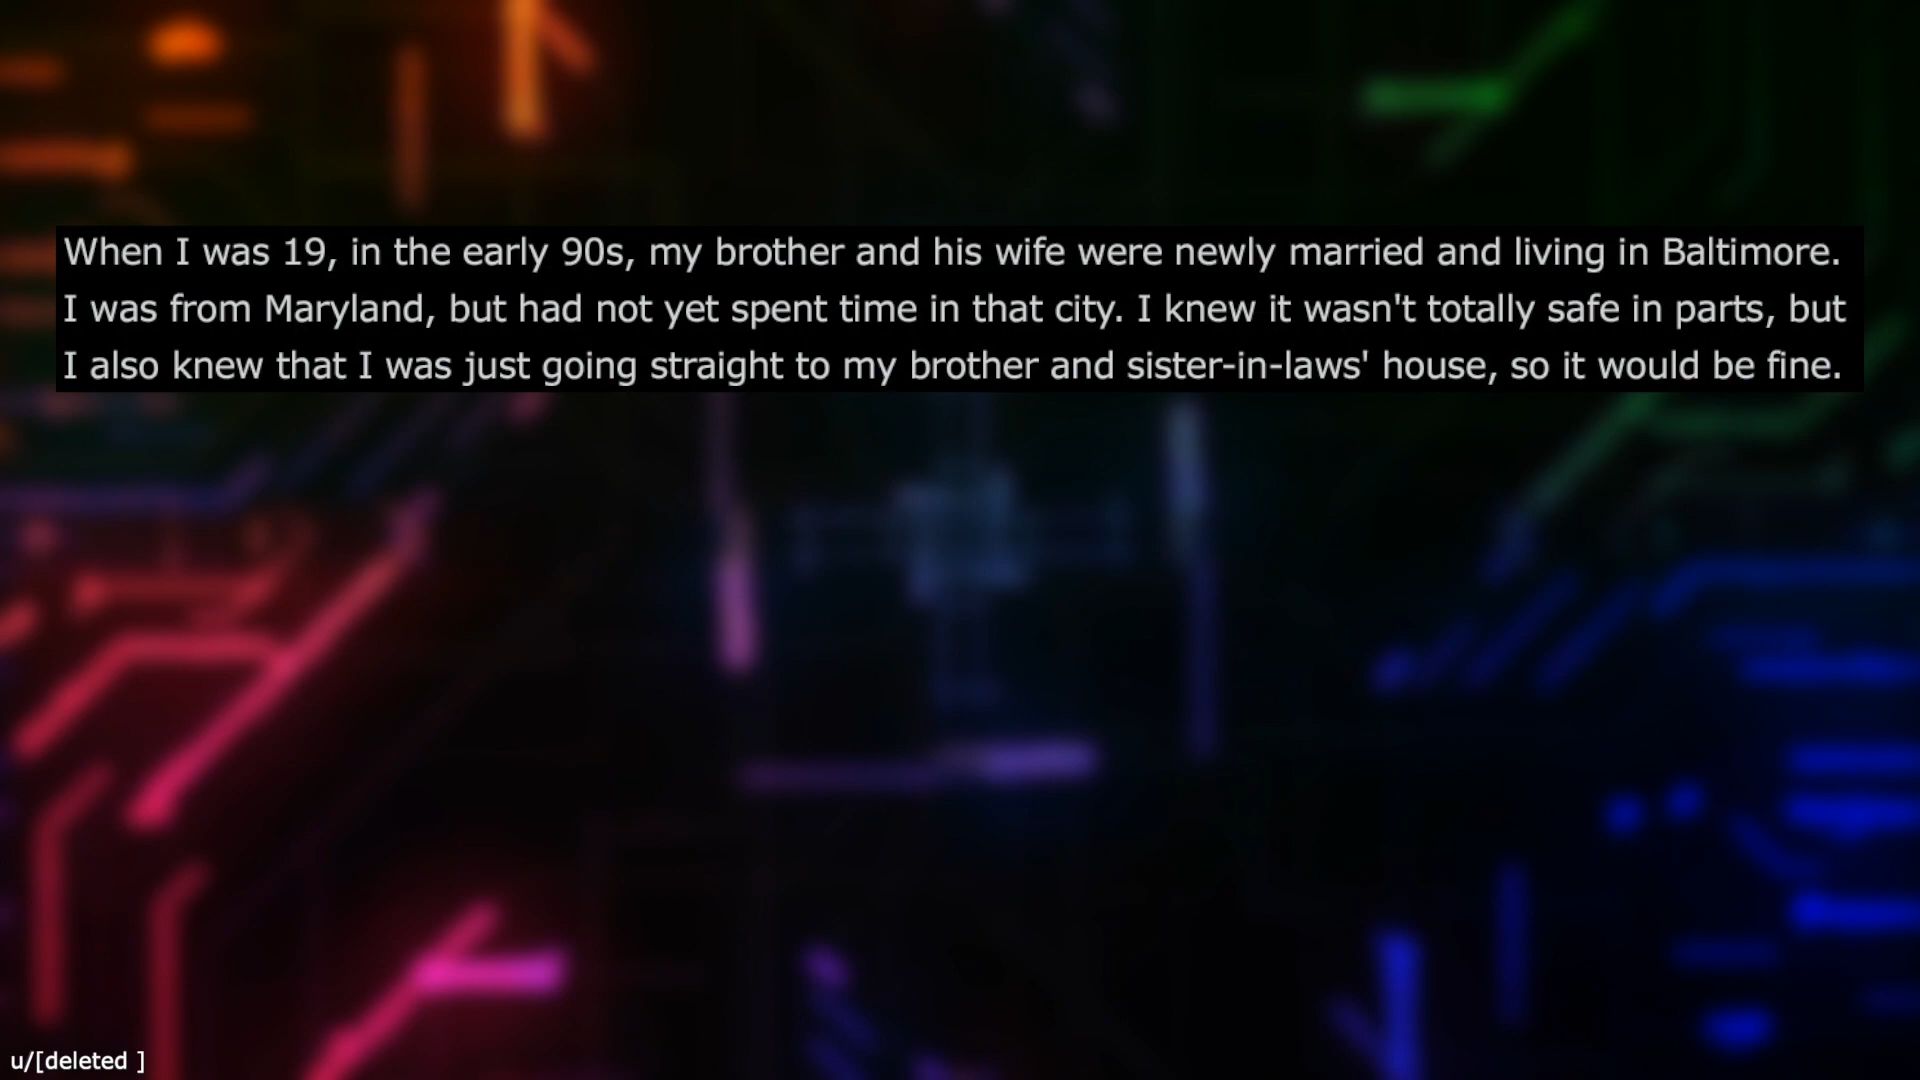 When I was 19, in the early 90s, my brother and his wife were newly married and living in Baltimore.
I was from Maryland, but had not yet spent time in that city. I knew it wasn't totally safe in parts, but
I also knew that I was just going straight to my brother and sister-in-laws' house, so it would be fine.
u/[deleted ]